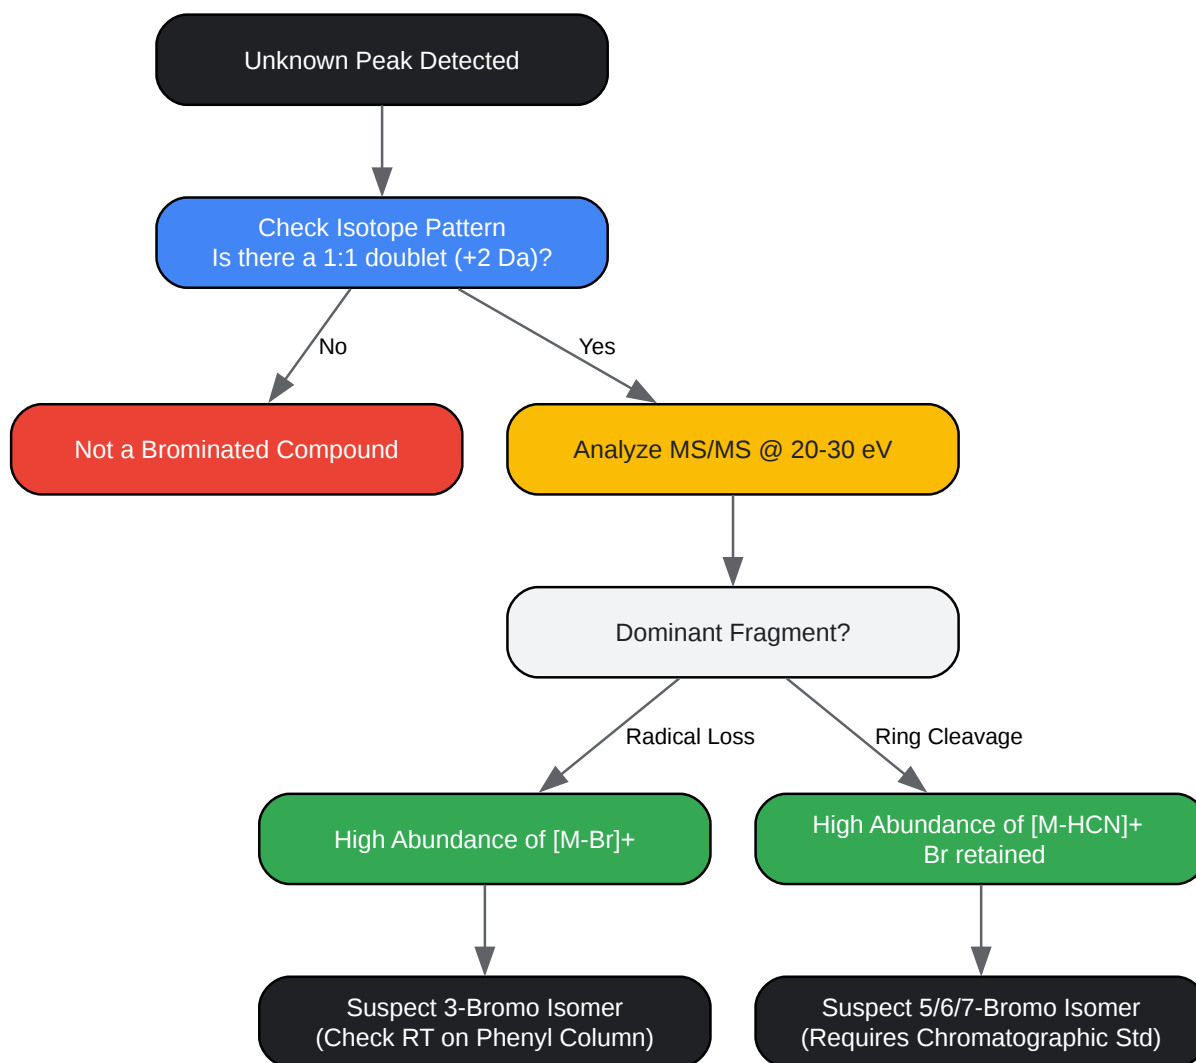 Unknown Peak Detected
Check Isotope Pattern
Is there a 1:1 doublet (+2 Da)?
No
Yes
Not a Brominated Compound
Analyze MS/MS @ 20-30 eV
Dominant Fragment?
Radical Loss
Ring Cleavage
High Abundance of [M-Br]+
High Abundance of [M-HCN]+
Br retained
Suspect 3-Bromo Isomer
(Check RT on Phenyl Column)
Suspect 5/6/7-Bromo Isomer
(Requires Chromatographic Std)